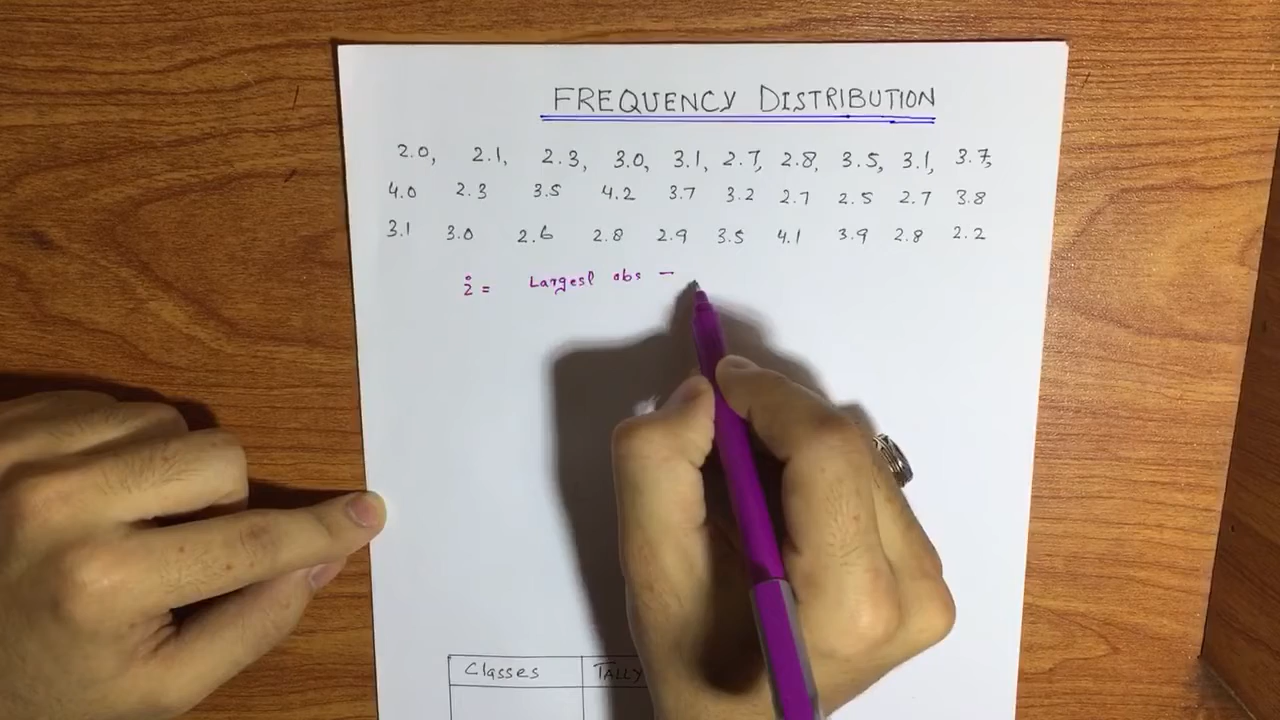 FREQUENCY DISTRIBUTION
2.0, 2.1, 2.3, 3.0, 3.1, 2.7, 2.8, 3.5, 3.1, 3.7,
4.0 2.3 3.5 4.2 3.7 3.2 2.7 2.5 2.7 3.8
3.1 3.0 2.6 2.8 2.9 3.5 4.1 3.9 2.8 2.2
i = Largest obs -
Classes TALLY